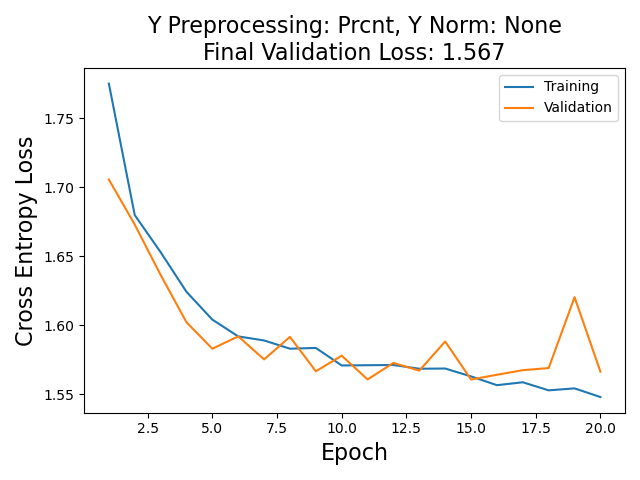 Y Preprocessing: Prcnt, Y Norm: None
Final Validation Loss: 1.567
Training
Validation
Cross Entropy Loss
1.75
1.70
1.65
1.60
1.55
2.5 5.0 7.5 10.0 12.5 15.0 17.5 20.0
Epoch